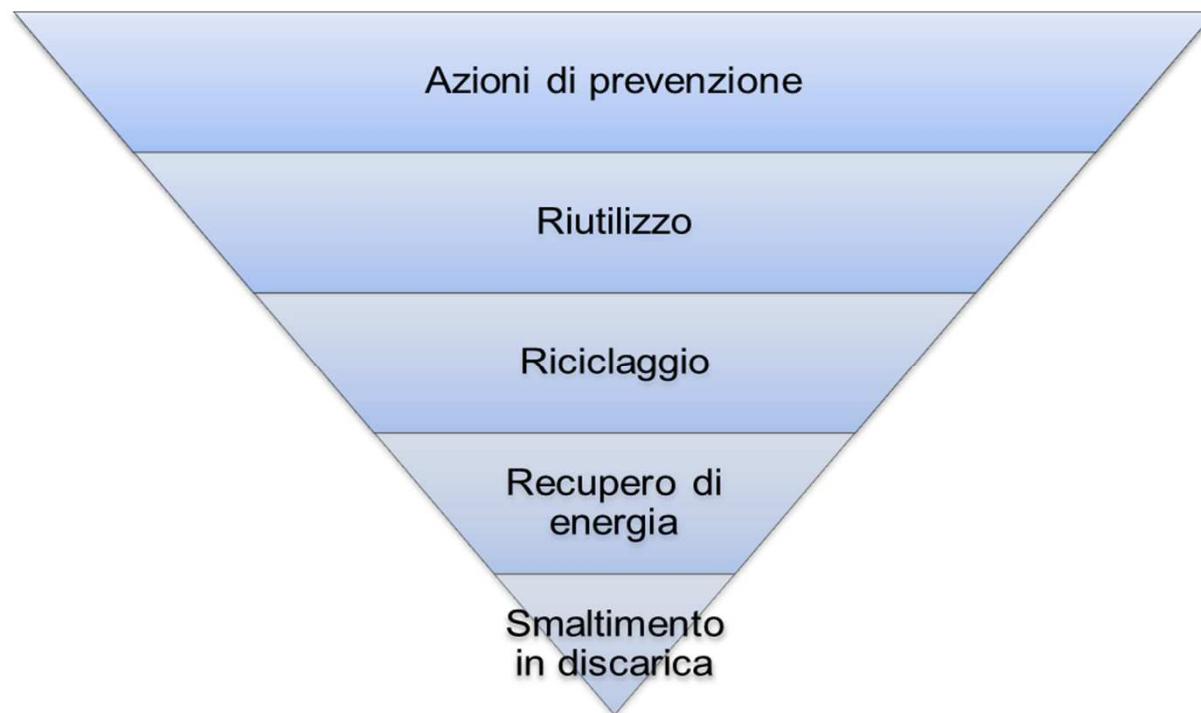 Azioni di prevenzione
Riutilizzo
Riciclaggio
Recupero di
energia
Smaltimento
in discarica